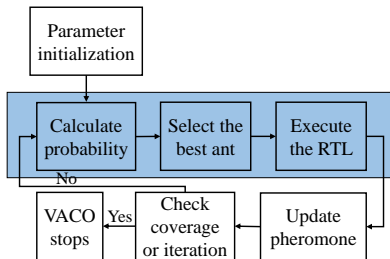 Parameter
initialization
Calculate
probability
Select the
best ant
Execute
the RTL
No
VACO
stops
Yes
Check
coverage
or iteration
Update
pheromone